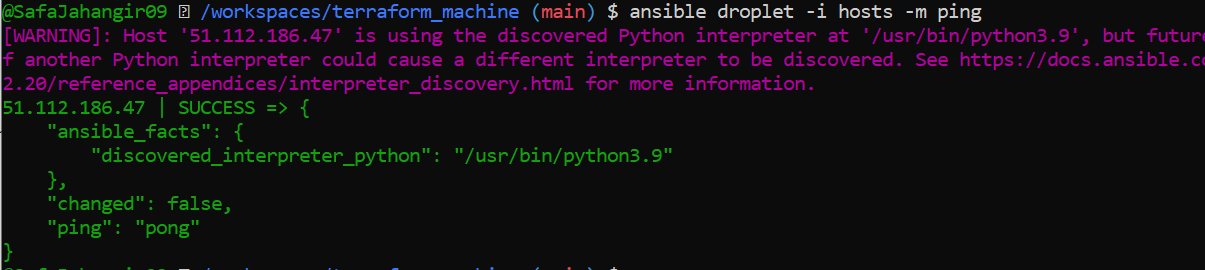 @SafaJahangir09 /workspaces/terraform_machine (main) $ ansible droplet -i hosts -m ping
[WARNING]: Host '51.112.186.47' is using the discovered Python interpreter at '/usr/bin/python3.9', but future
f another Python interpreter could cause a different interpreter to be discovered. See https://docs.ansible.co
2.20/reference_appendices/interpreter_discovery.html for more information.
51.112.186.47 | SUCCESS => {
    "ansible_facts": {
        "discovered_interpreter_python": "/usr/bin/python3.9"
    },
    "changed": false,
    "ping": "pong"
}